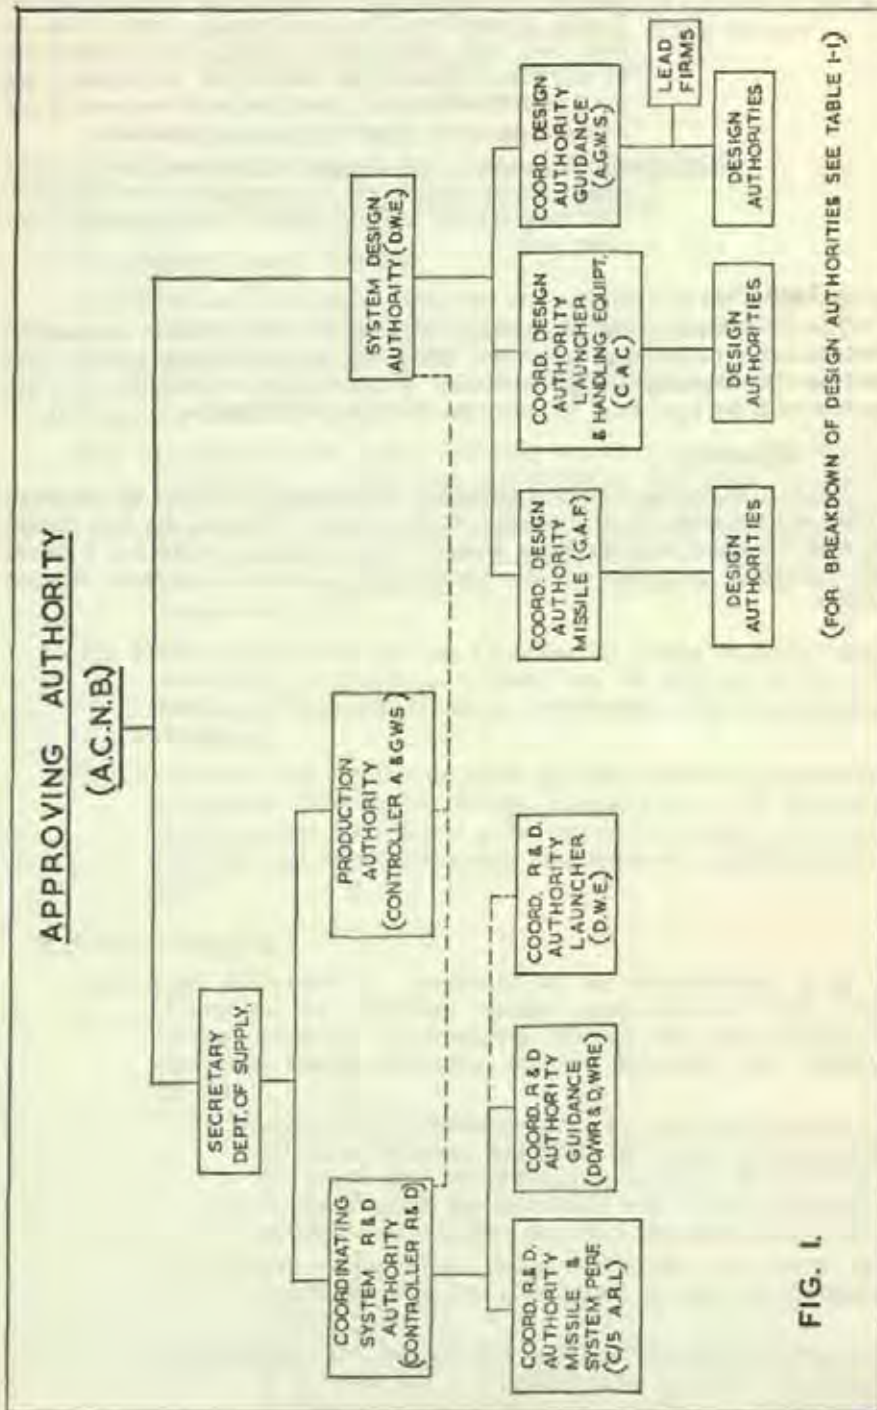 APPROVING AUTHORITY
(A.C.N.B.)
SECRETARY
DEPT. OF SUPPLY,
SYSTEM DESIGN
AUTHORITY (D.W.E.)
COORDINATING
SYSTEM R & D
AUTHORITY
(CONTROLLER R & D)
PRODUCTION
AUTHORITY
(CONTROLLER A & GWS)
COORD. R & D.
AUTHORITY
MISSILE &
SYSTEM PERE
(C/S A.R.L)
COORD. R & D
AUTHORITY
GUIDANCE
(DD/WR & D, WRE)
COORD. R & D.
AUTHORITY
LAUNCHER
(D.W.E)
COORD. DESIGN
AUTHORITY
MISSILE (G.A.F)
COORD. DESIGN
AUTHORITY
LAUNCHER
& HANDLING EQUIPT.
(C A C)
COORD. DESIGN
AUTHORITY
GUIDANCE
(A.G.W.S.)
LEAD
FIRMS
DESIGN
AUTHORITIES
DESIGN
AUTHORITIES
DESIGN
AUTHORITIES
(FOR BREAKDOWN OF DESIGN AUTHORITIES SEE TABLE 1-1)
FIG. 1.